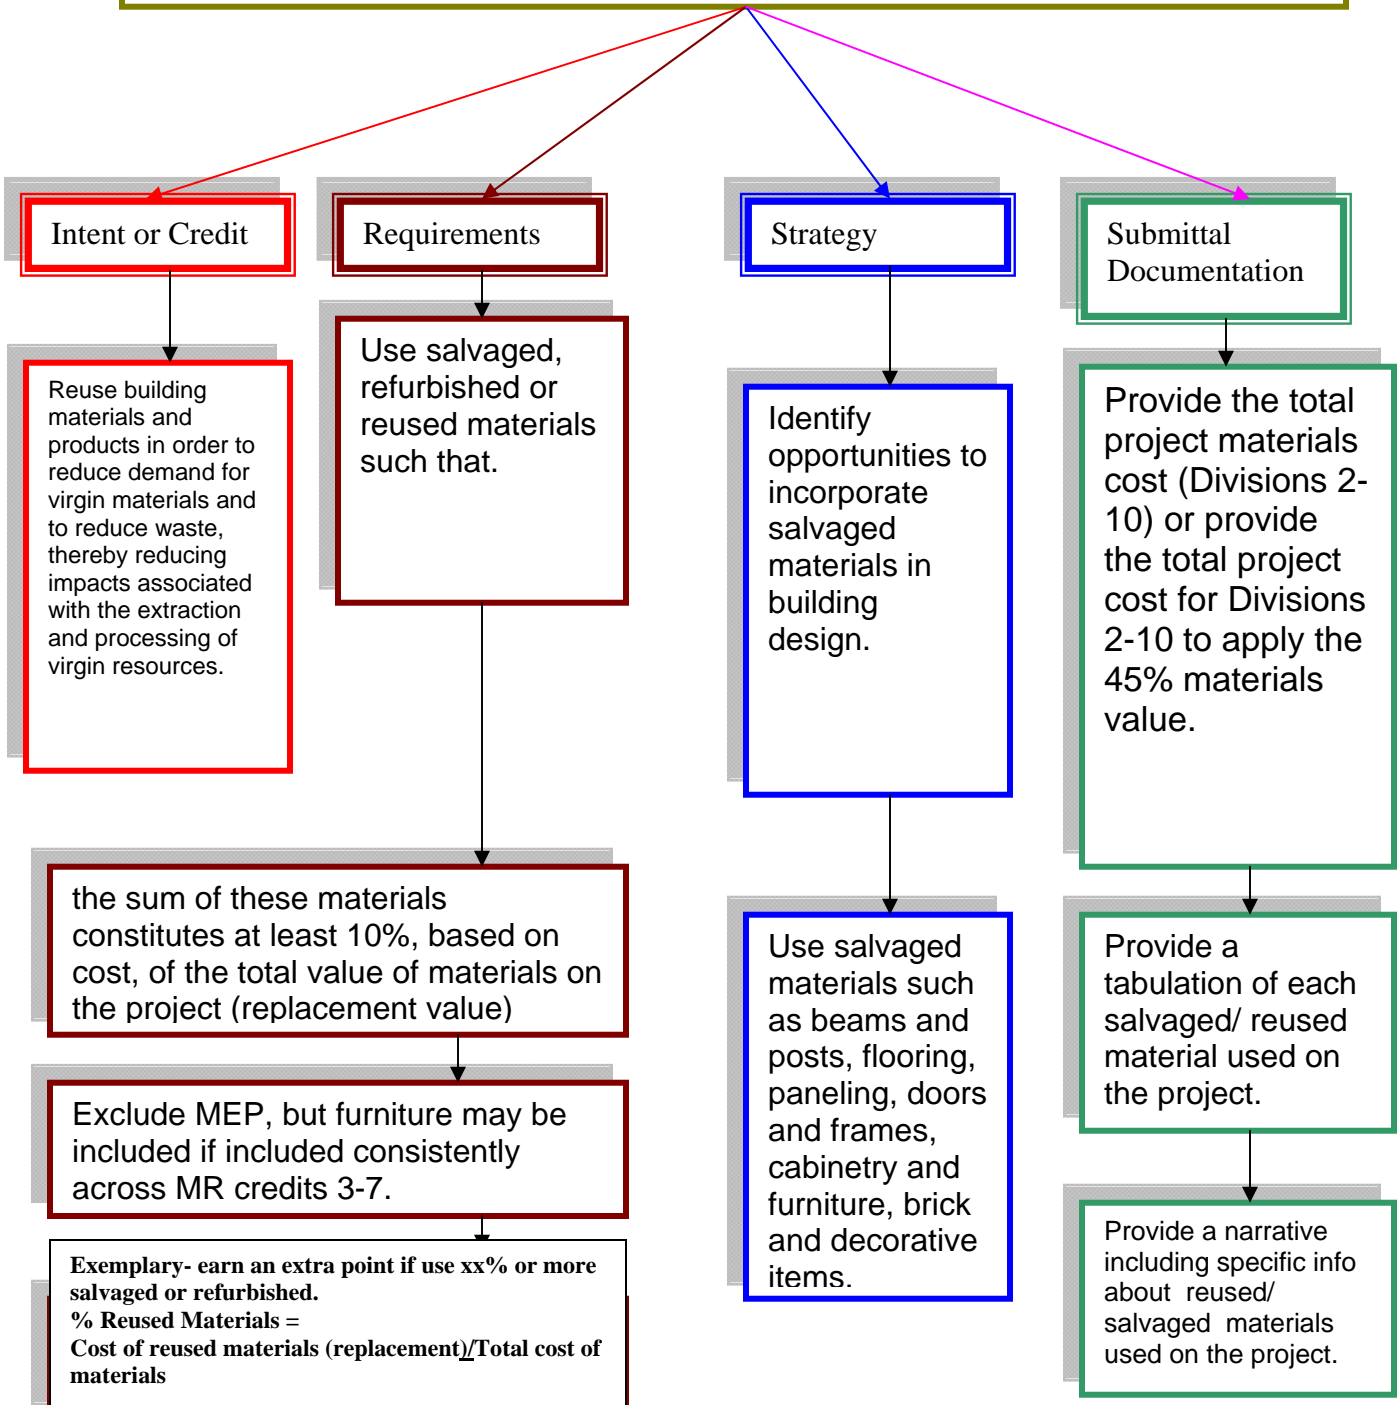 Intent or Credit
Requirements
Strategy
Submittal
Documentation
Reuse building
materials and
products in order to
reduce demand for
virgin materials and
to reduce waste,
thereby reducing
impacts associated
with the extraction
and processing of
virgin resources.
Use salvaged,
refurbished or
reused materials
such that.
the sum of these materials
constitutes at least 10%, based on
cost, of the total value of materials on
the project (replacement value)
Exclude MEP, but furniture may be
included if included consistently
across MR credits 3-7.
Exemplary- earn an extra point if use xx% or more
salvaged or refurbished.
% Reused Materials =
Cost of reused materials (replacement)/Total cost of
materials
Identify
opportunities to
incorporate
salvaged
materials in
building
design.
Use salvaged
materials such
as beams and
posts, flooring,
paneling, doors
and frames,
cabinetry and
furniture, brick
and decorative
items.
Provide the total
project materials
cost (Divisions 2-
10) or provide
the total project
cost for Divisions
2-10 to apply the
45% materials
value.
Provide a
tabulation of each
salvaged/ reused
material used on
the project.
Provide a narrative
including specific info
about  reused/
salvaged  materials
used on the project.